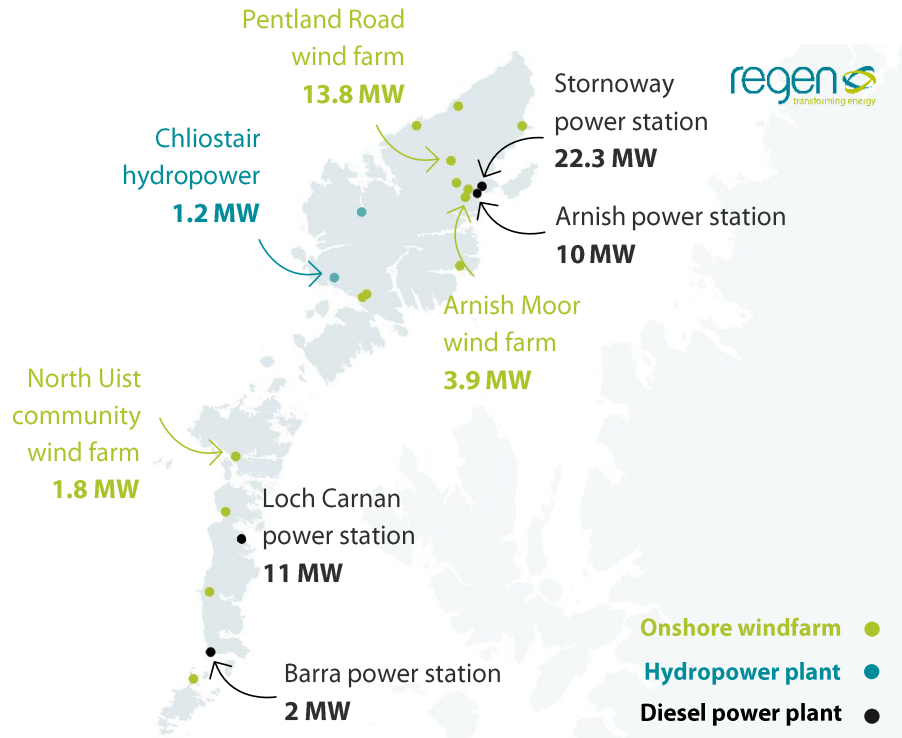 Pentland Road
wind farm
13.8 MW
regen
transforming energy
Stornoway
power station
22.3 MW
Chliostair
hydropower
1.2 MW
Arnish power station
10 MW
Arnish Moor
wind farm
3.9 MW
North Uist
community
wind farm
1.8 MW
Loch Carnan
power station
11 MW
Barra power station
2 MW
Onshore windfarm
Hydropower plant
Diesel power plant